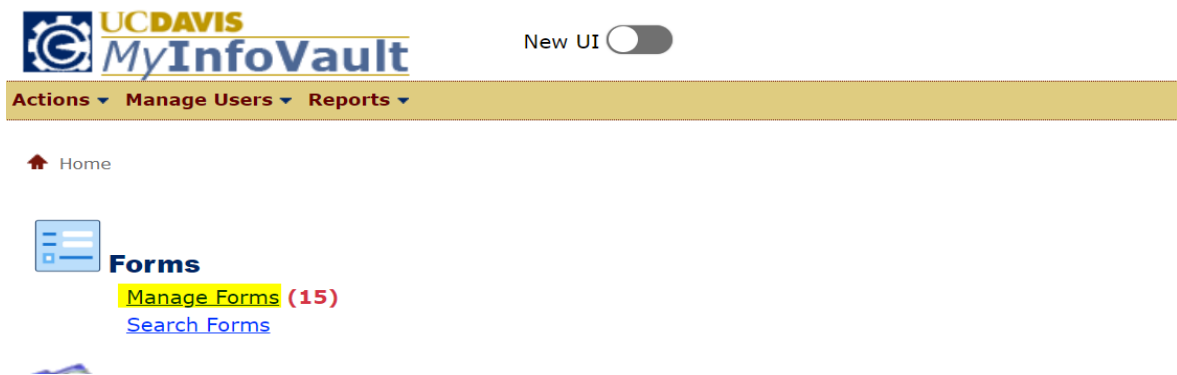 UCDAVIS
MyInfoVault
New UI
Actions Manage Users Reports
Home
Forms
Manage Forms (15)
Search Forms